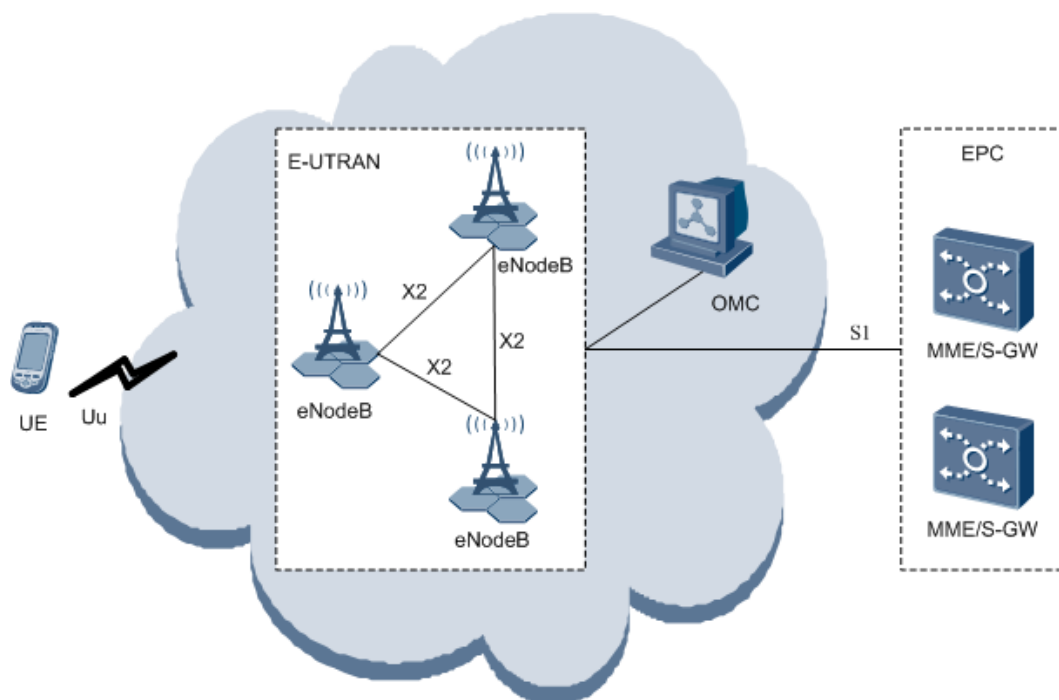 E-UTRAN
EPC
eNodeB
X2
OMC
X2
S1
MME/S-GW
X2
eNodeB
UE
Uu
eNodeB
MME/S-GW